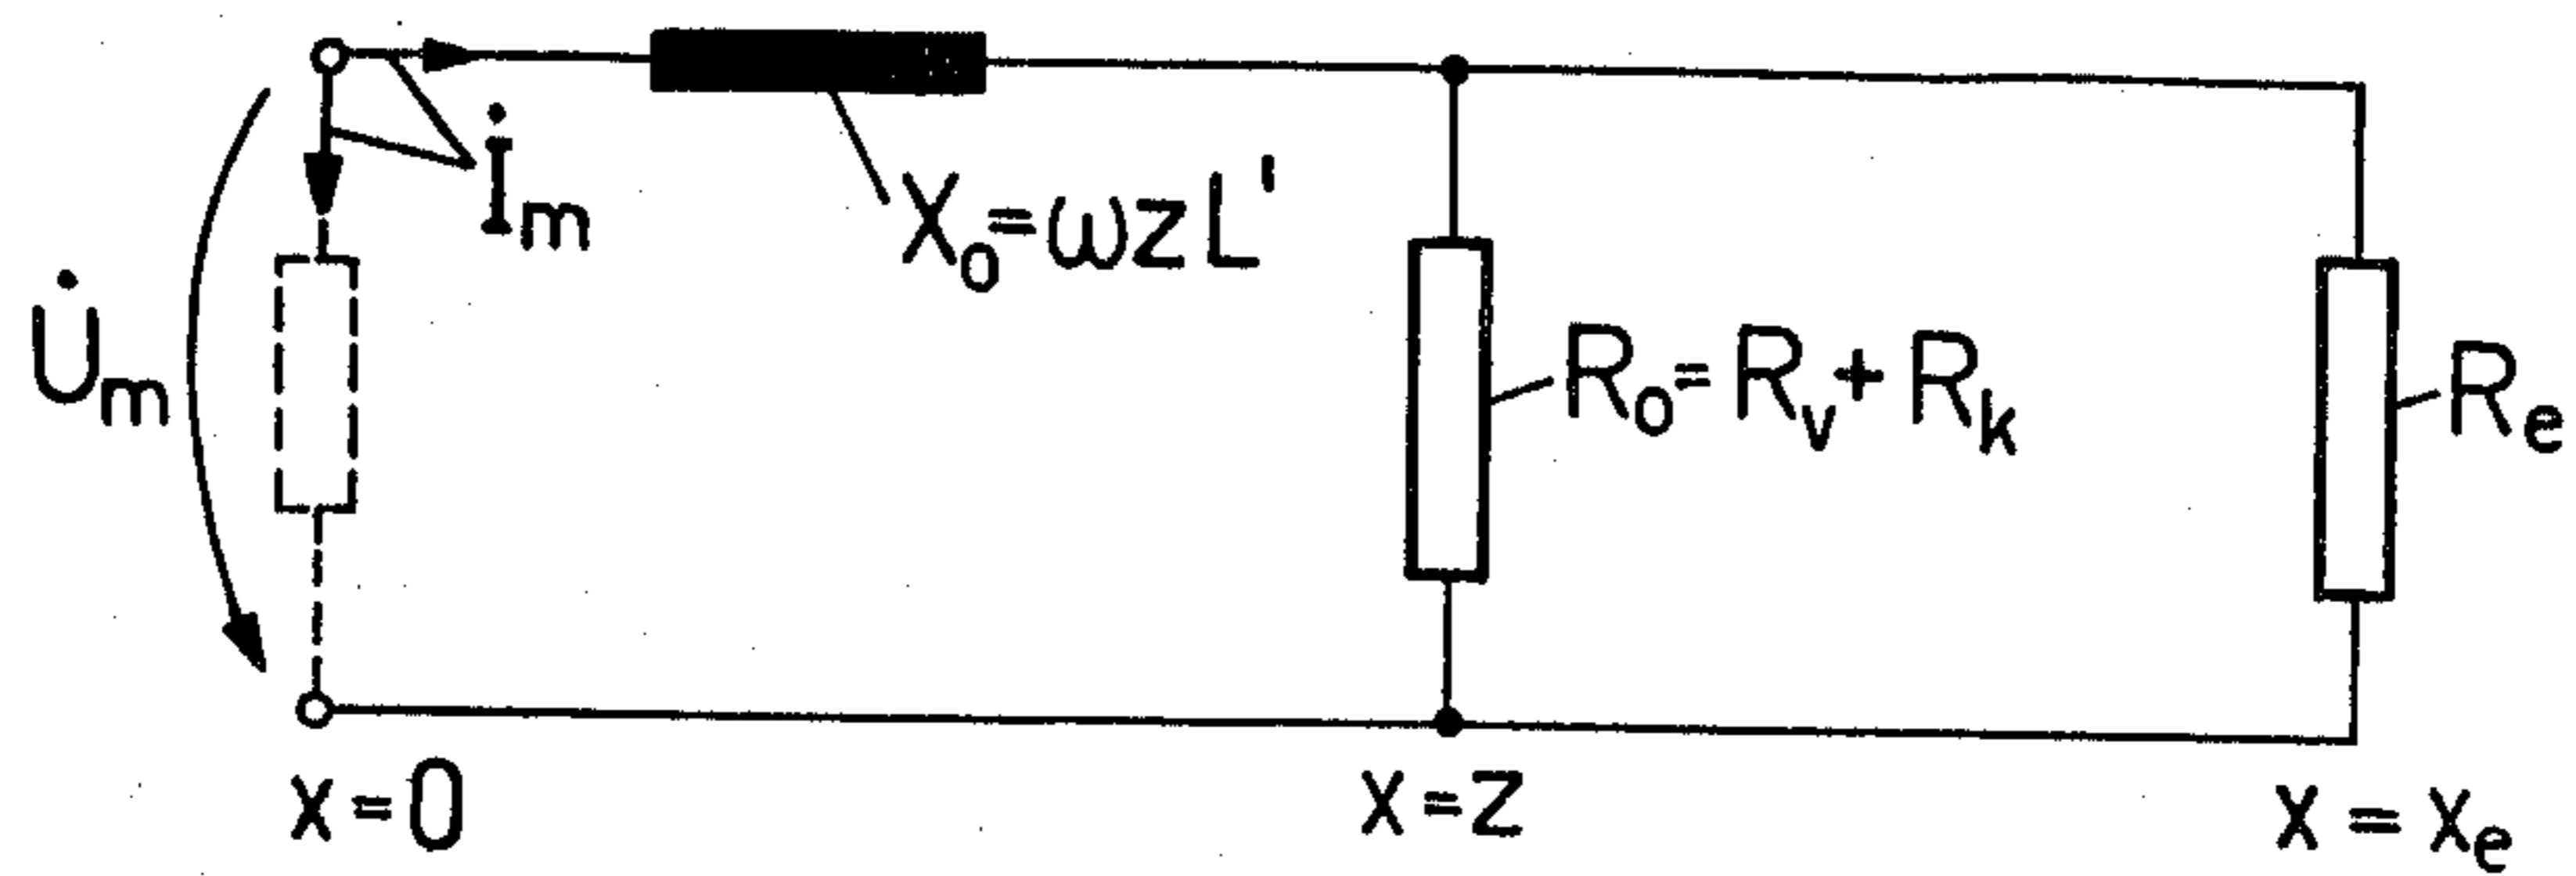 i̇ₘ
U̇ₘ
X₀=ωzL'
R₀=Rᵥ+Rₖ
Rₑ
x=0
x=z
x=xₑ